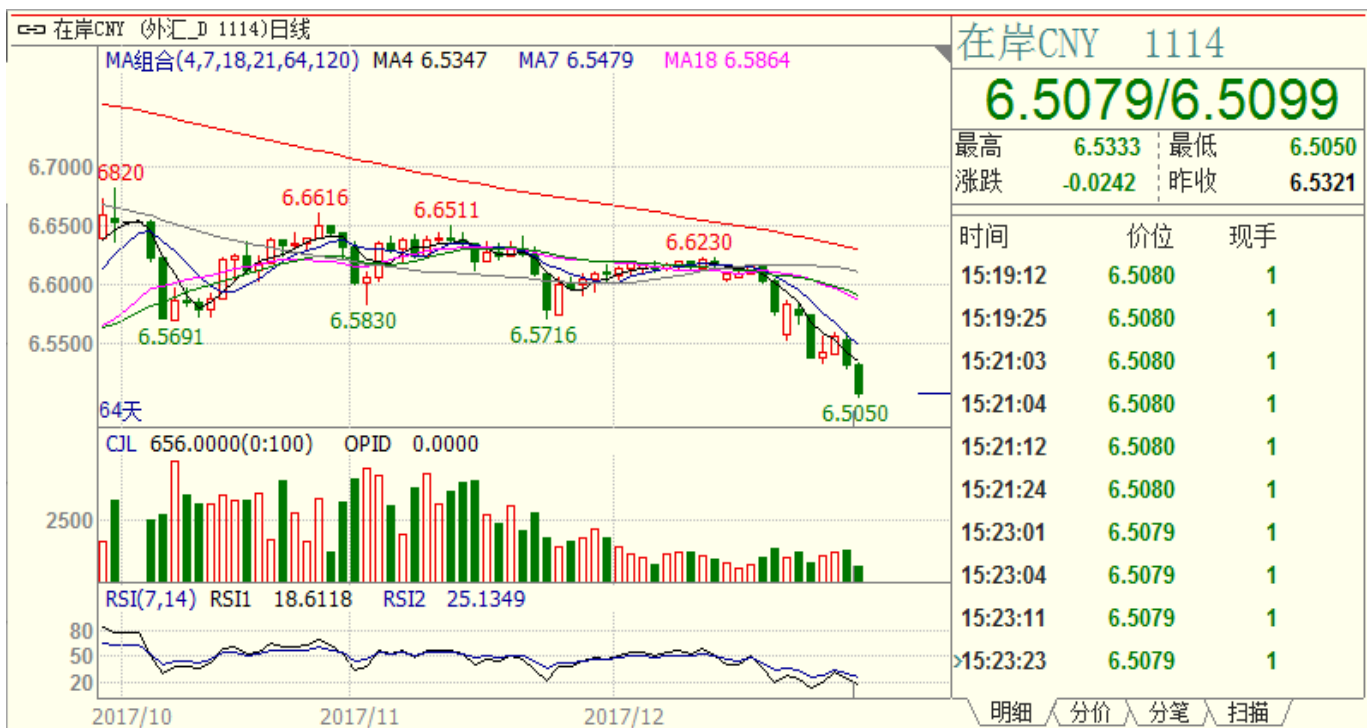 在岸CNY (外汇_D 1114)日线
MA组合(4,7,18,21,64,120) MA4 6.5347 MA7 6.5479 MA18 6.5864
6.7000
6820
6.6616
6.6511
6.6500
6.6230
6.6000
6.5830
6.5716
6.5691
6.5500
64天
6.5050
CJL 656.0000(0:100) OPID 0.0000
2500
RSI(7,14) RSI1 18.6118 RSI2 25.1349
80
50
20
2017/10 2017/11 2017/12
在岸CNY 1114
6.5079/6.5099
最高 6.5333 最低 6.5050
涨跌 -0.0242 昨收 6.5321
时间 价位 现手
15:19:12 6.5080 1
15:19:25 6.5080 1
15:21:03 6.5080 1
15:21:04 6.5080 1
15:21:12 6.5080 1
15:21:24 6.5080 1
15:23:01 6.5079 1
15:23:04 6.5079 1
15:23:11 6.5079 1
15:23:23 6.5079 1
明细 分价 分笔 扫描